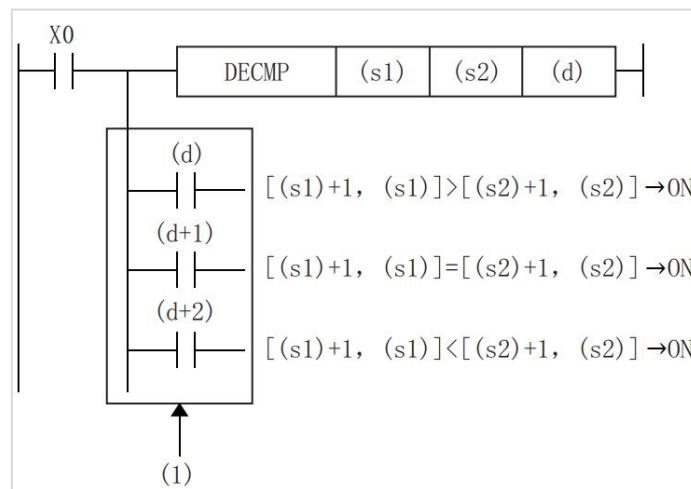 X0
DECMP (s1) (s2) (d)
(d)
[(s1)+1, (s1)]>[(s2)+1, (s2)]→ON
(d+1)
[(s1)+1, (s1)]=[(s2)+1, (s2)]→ON
(d+2)
[(s1)+1, (s1)]<[(s2)+1, (s2)]→ON
(1)